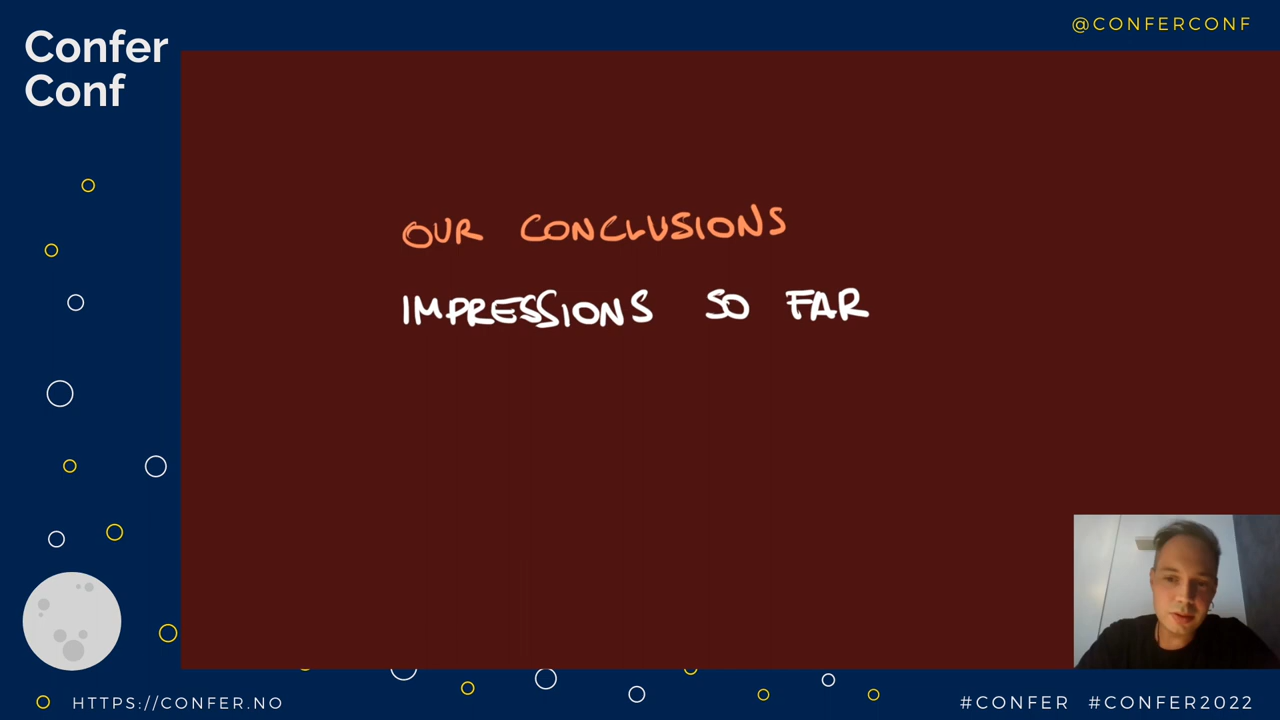 Confer
Conf
@CONFERCONF
OUR CONCLUSIONS
IMPRESSIONS SO FAR
HTTPS://CONFER.NO
#CONFER #CONFER2022